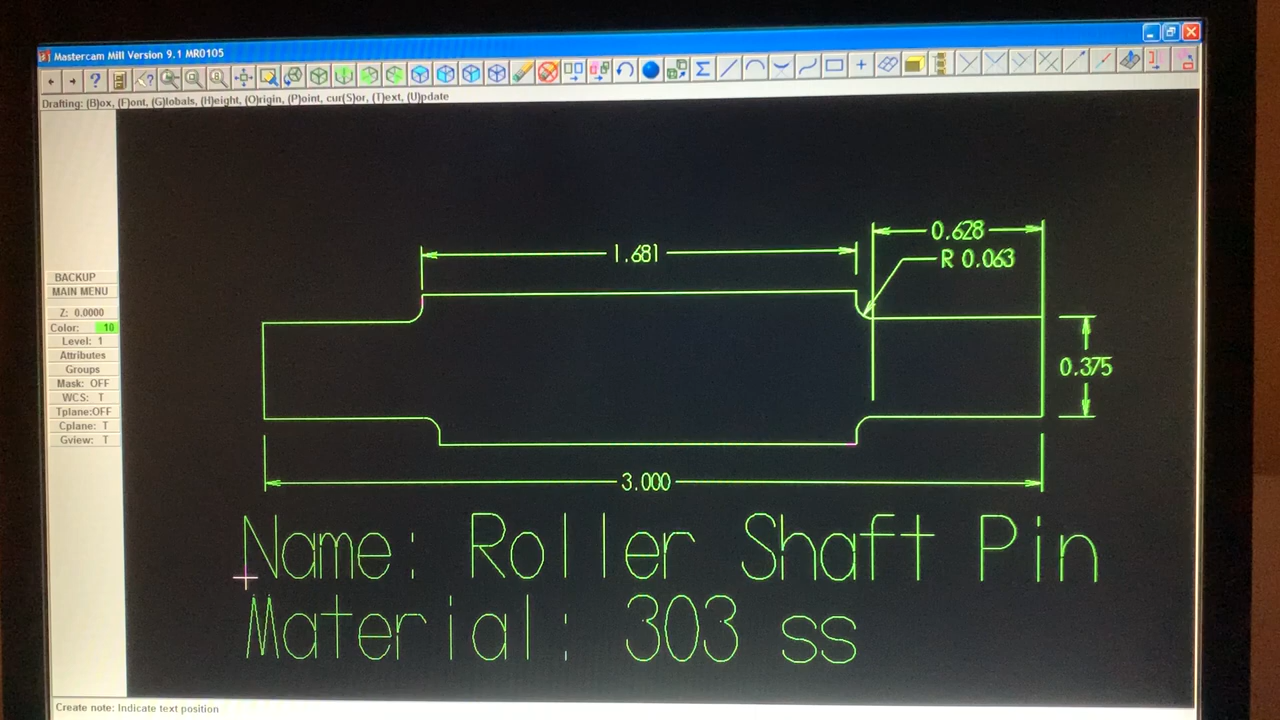 Mastercam Mill Version 9.1 MR0105
Drafting: (B)ox, (F)ont, (G)lobals, (H)eight, (O)rigin, (P)oint, cur(S)or, (T)ext, (U)pdate
BACKUP
MAIN MENU
Z: 0.0000
Color: 10
Level: 1
Attributes
Groups
Mask: OFF
WCS: T
Tplane:OFF
Cplane: T
Gview: T
0.628
1.681
R 0.063
0.375
3.000
Name: Roller Shaft Pin
Material: 303 ss
Create note: Indicate text position